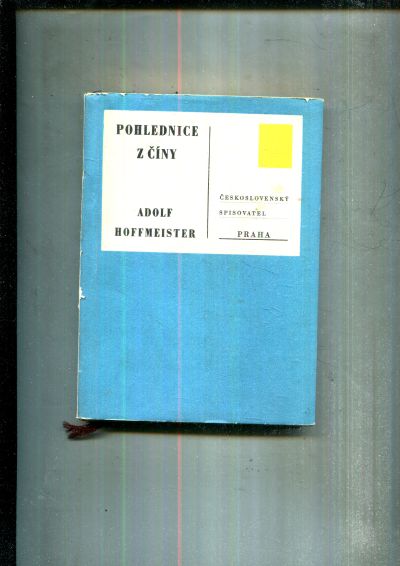 POHLEDNICE
Z ČÍNY
ADOLF
HOFFMEISTER
ČESKOSLOVENSKÝ
SPISOVATEL
PRAHA